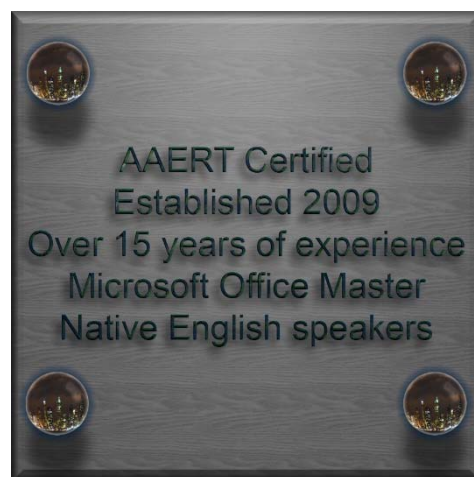 AAERT Certified
Established 2009
Over 15 years of experience
Microsoft Office Master
Native English speakers